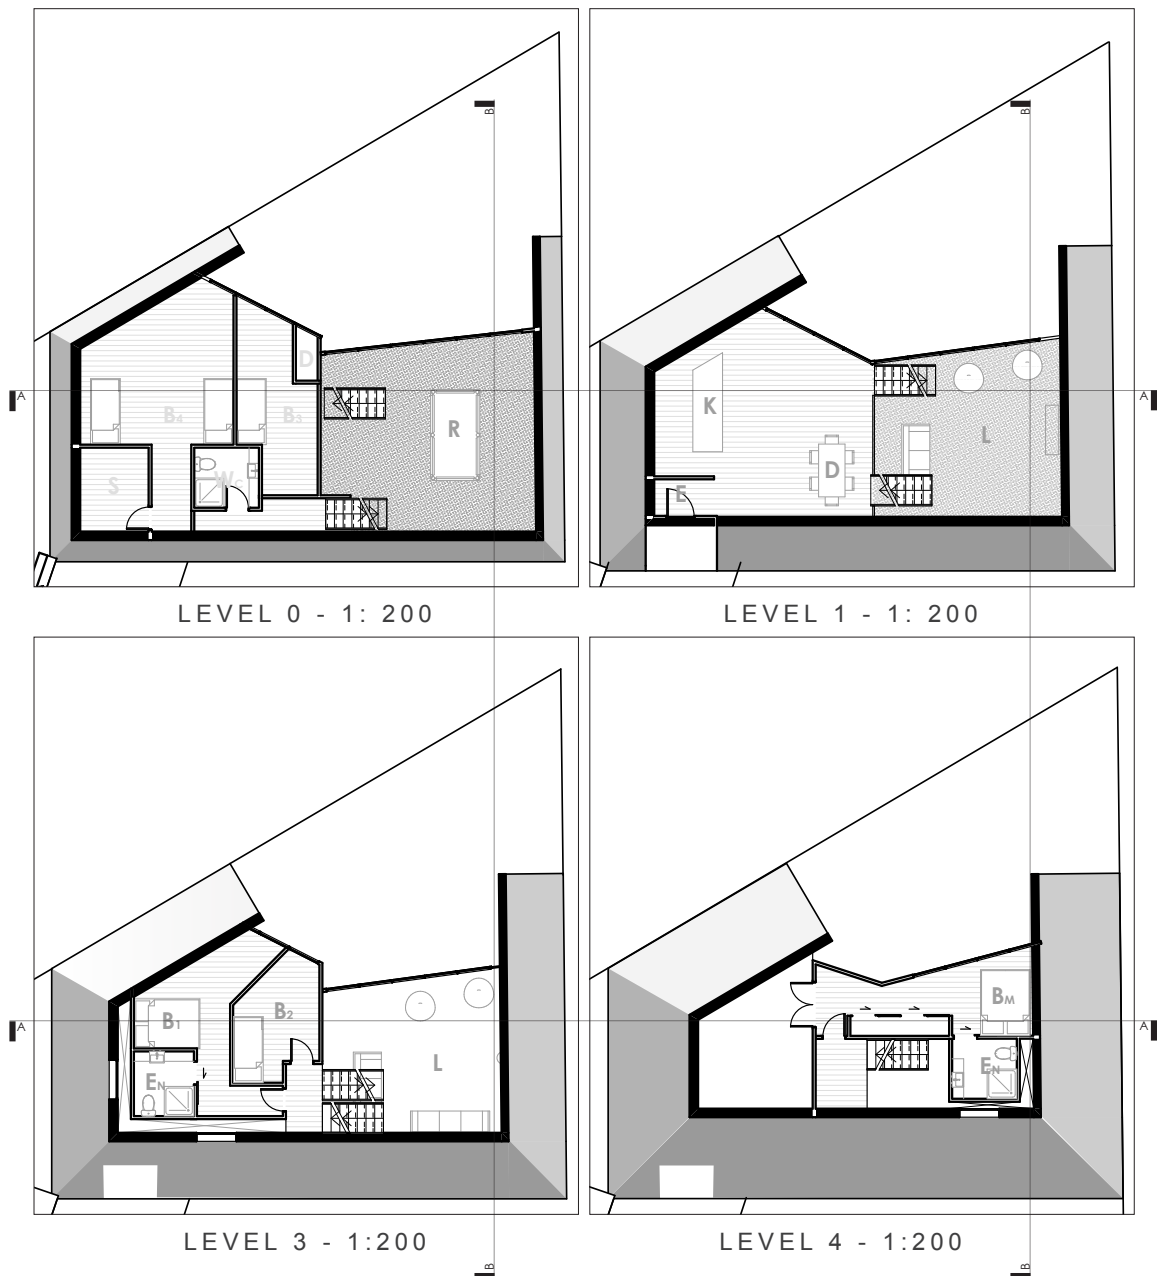 B B
D
A B4 B3 R A
K L
D
S WC E
LEVEL 0 - 1: 200 LEVEL 1 - 1: 200
B1 B2 BM
A L A
EN EN
LEVEL 3 - 1:200 LEVEL 4 - 1:200
B B